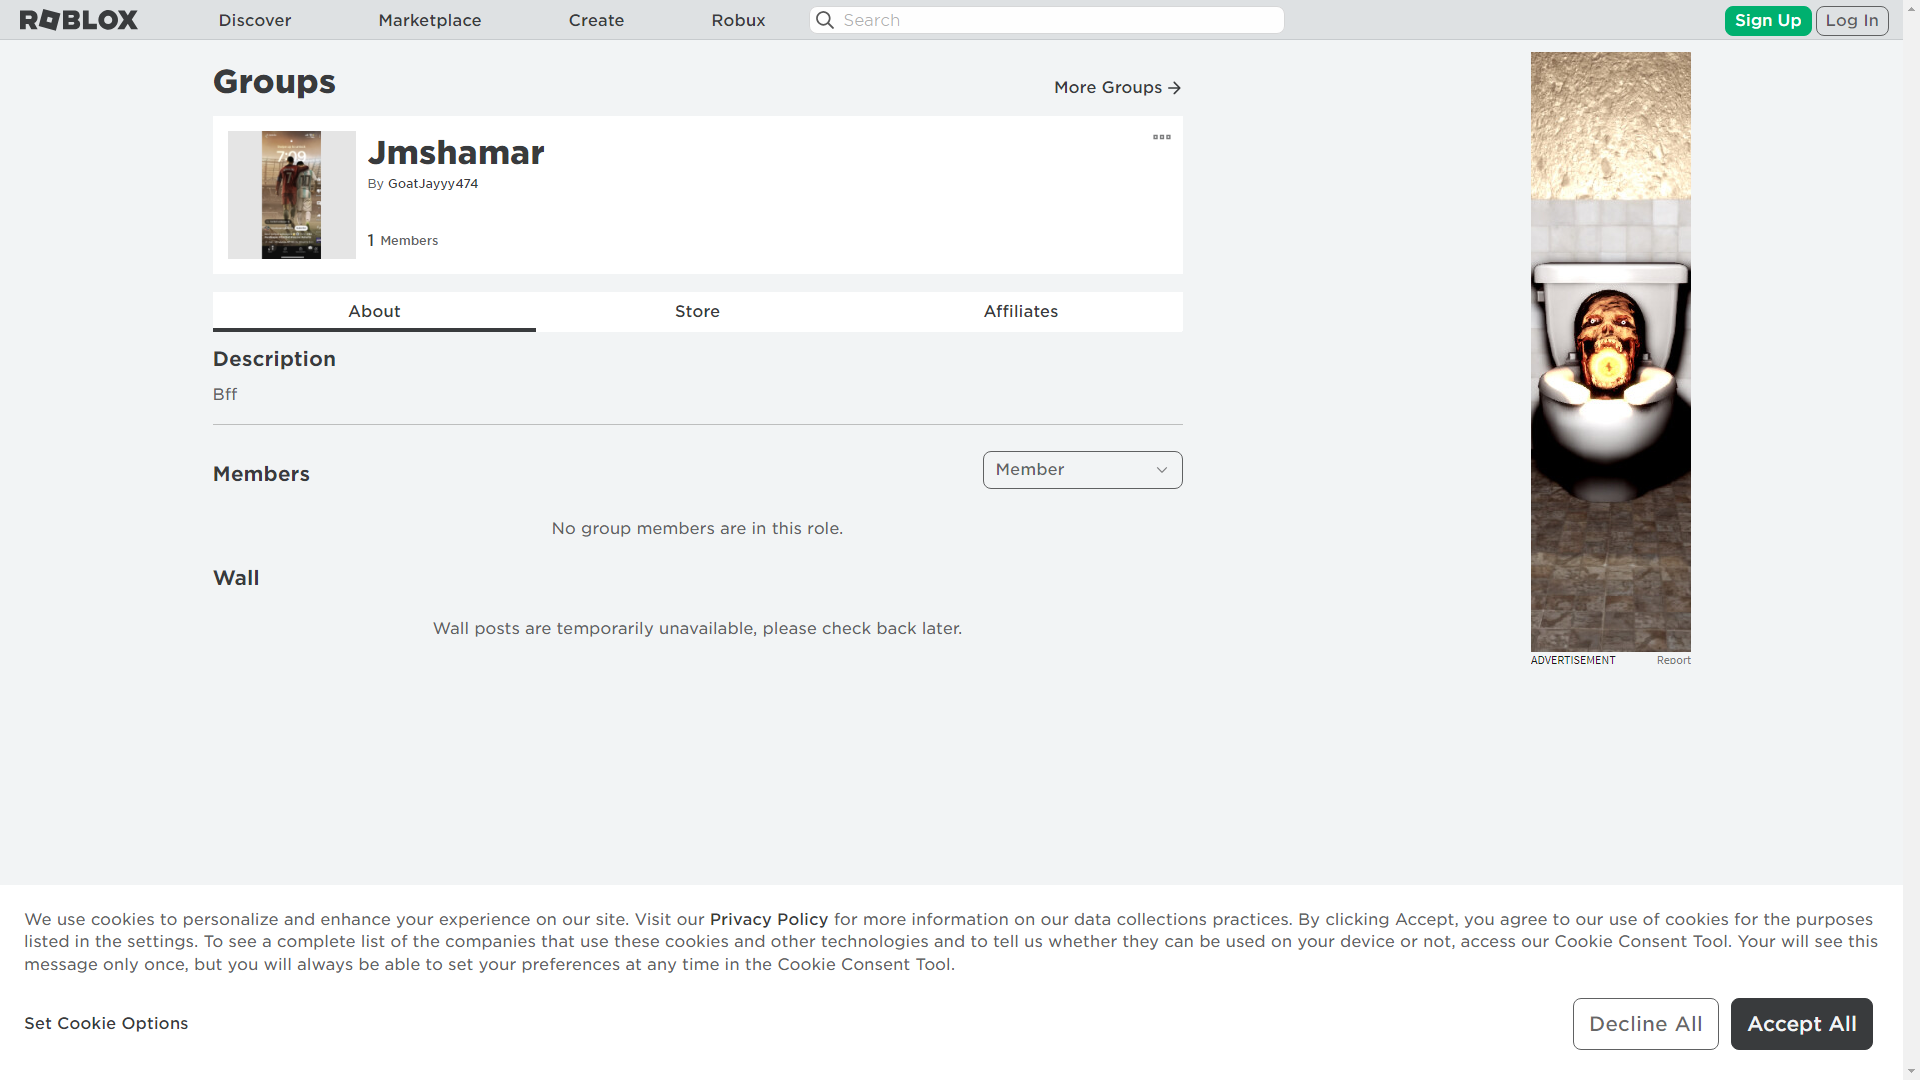 ROBLOX Discover Marketplace Create Robux Search Sign Up Log In
Groups
More Groups
7:09
Jmshamar
By GoatJayyy474
1 Members
About Store Affiliates
Description
Bff
Members
Member
No group members are in this role.
Wall
Wall posts are temporarily unavailable, please check back later.
ADVERTISEMENT Report
We use cookies to personalize and enhance your experience on our site. Visit our Privacy Policy for more information on our data collections practices. By clicking Accept, you agree to our use of cookies for the purposes
listed in the settings. To see a complete list of the companies that use these cookies and other technologies and to tell us whether they can be used on your device or not, access our Cookie Consent Tool. Your will see this
message only once, but you will always be able to set your preferences at any time in the Cookie Consent Tool.
Set Cookie Options
Decline All
Accept All